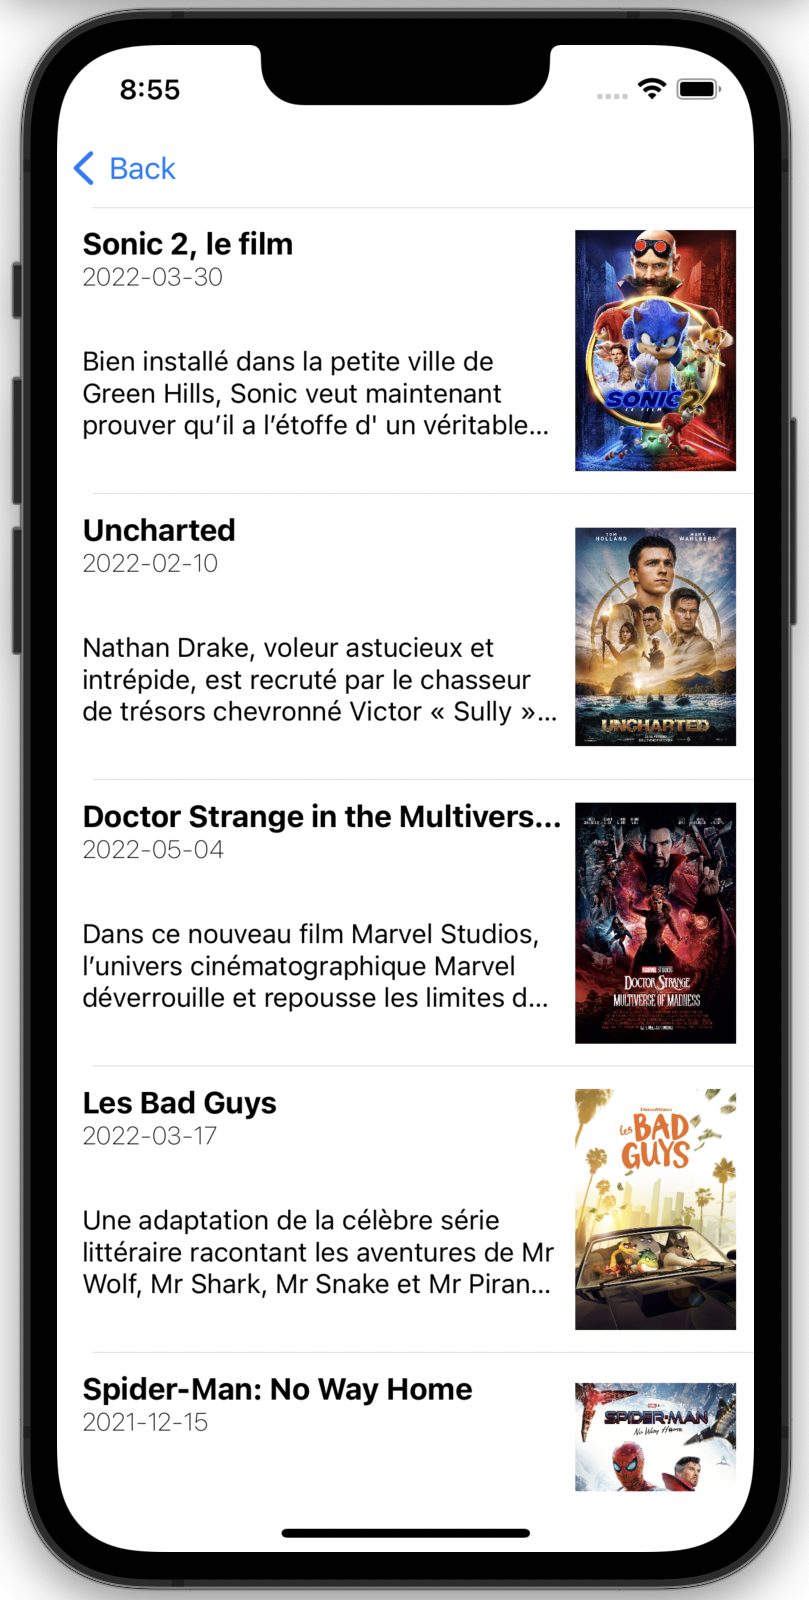 8:55
Back
Sonic 2, le film
2022-03-30
Bien installé dans la petite ville de
Green Hills, Sonic veut maintenant
prouver qu’il a l’étoffe d' un véritable...
SONIC 2
LE FILM
Uncharted
2022-02-10
Nathan Drake, voleur astucieux et
intrépide, est recruté par le chasseur
de trésors chevronné Victor « Sully »...
TOM HOLLAND
MARK WAHLBERG
UNCHARTED
Doctor Strange in the Multivers...
2022-05-04
Dans ce nouveau film Marvel Studios,
l’univers cinématographique Marvel
déverrouille et repousse les limites d...
MARVEL STUDIOS
DOCTOR STRANGE
MULTIVERSE OF MADNESS
Les Bad Guys
2022-03-17
Une adaptation de la célèbre série
littéraire racontant les aventures de Mr
Wolf, Mr Shark, Mr Snake et Mr Piran...
DREAMWORKS
les BAD
GUYS
Spider-Man: No Way Home
2021-12-15
SPIDER-MAN
No Way Home